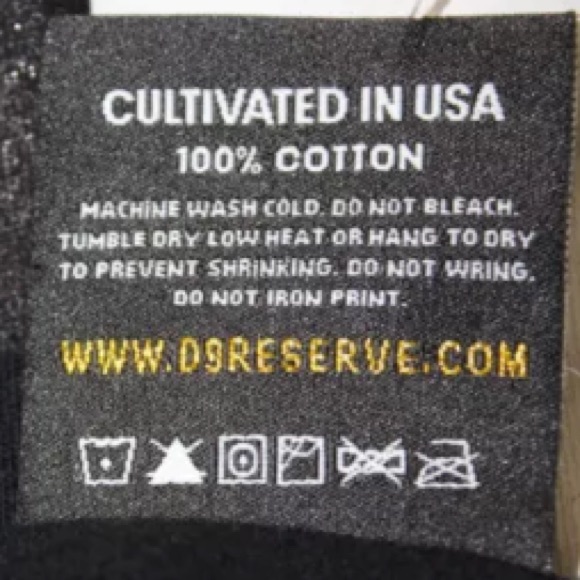 CULTIVATED IN USA
100% COTTON
MACHINE WASH COLD. DO NOT BLEACH.
TUMBLE DRY LOW HEAT OR HANG TO DRY
TO PREVENT SHRINKING. DO NOT WRING.
DO NOT IRON PRINT.
WWW.D9RESERVE.COM